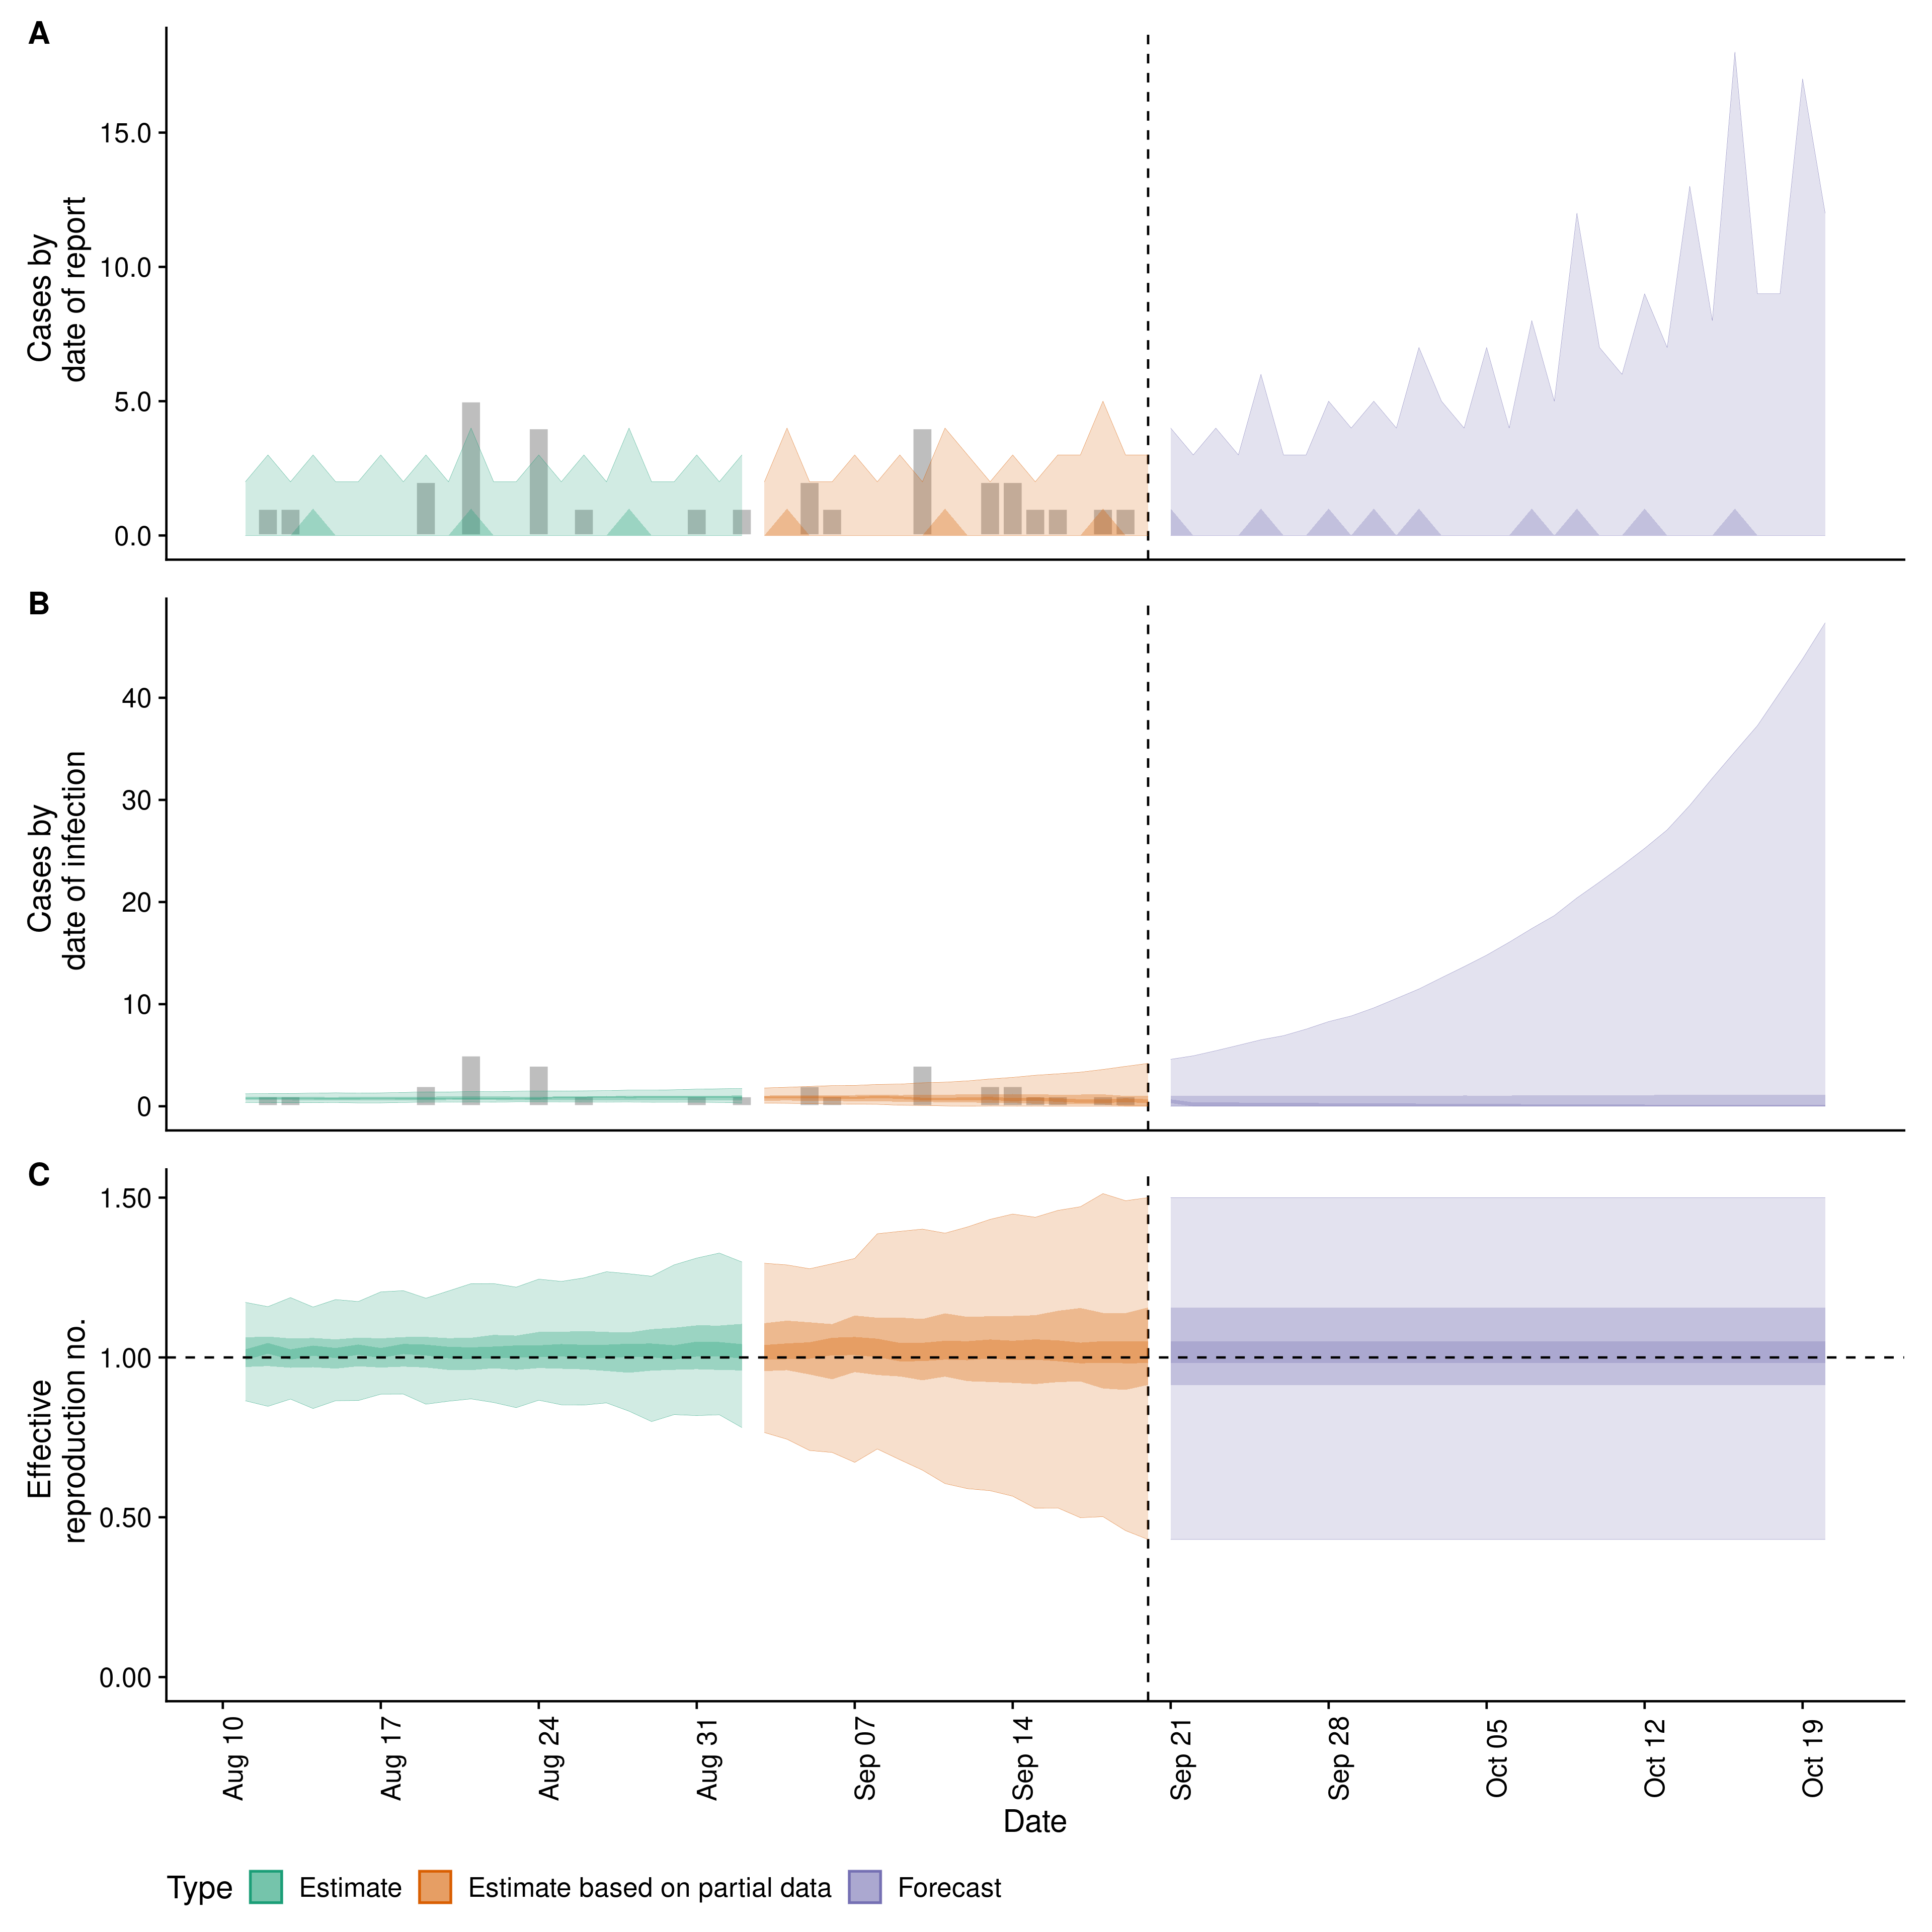 A
Cases by
date of report
15.0
10.0
5.0
0.0
B
Cases by
date of infection
40
30
20
10
0
C
Effective
reproduction no.
1.50
1.00
0.50
0.00
Aug 10
Aug 17
Aug 24
Aug 31
Sep 07
Sep 14
Sep 21
Sep 28
Oct 05
Oct 12
Oct 19
Date
Type Estimate Estimate based on partial data Forecast